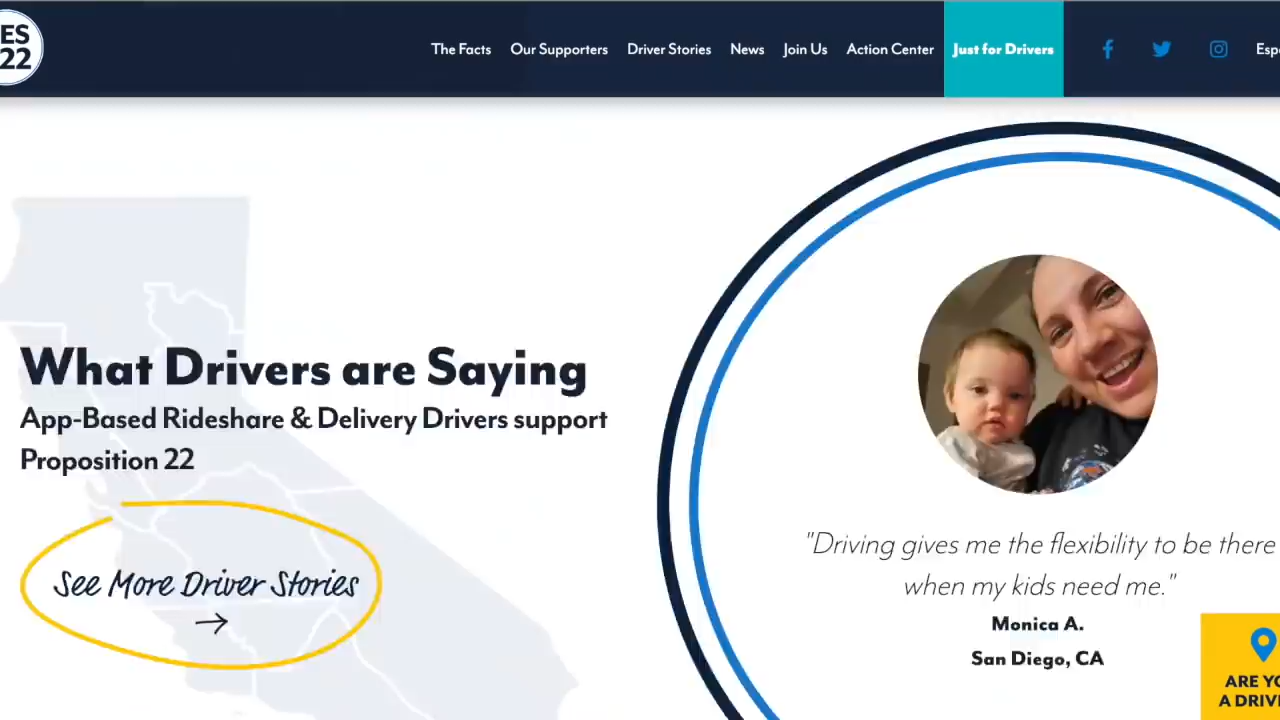 ES
22
The Facts Our Supporters Driver Stories News Join Us Action Center Just for Drivers Esp
What Drivers are Saying
App-Based Rideshare & Delivery Drivers support
Proposition 22
See More Driver Stories
"Driving gives me the flexibility to be there
when my kids need me."
Monica A.
San Diego, CA
ARE YO
A DRIV